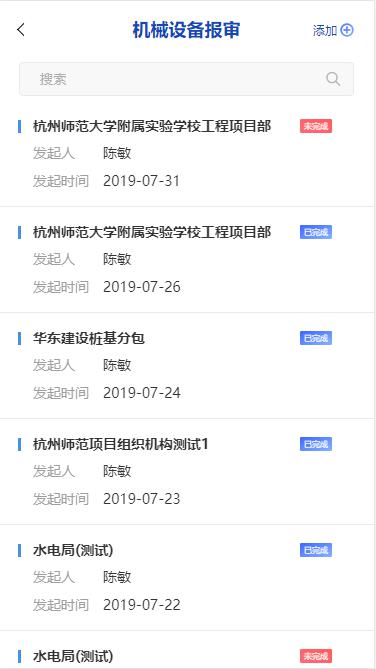 机械设备报审
添加
搜索
杭州师范大学附属实验学校工程项目部 未完成
发起人 陈敏
发起时间 2019-07-31
杭州师范大学附属实验学校工程项目部 已完成
发起人 陈敏
发起时间 2019-07-26
华东建设桩基分包 已完成
发起人 陈敏
发起时间 2019-07-24
杭州师范项目组织机构测试1 已完成
发起人 陈敏
发起时间 2019-07-23
水电局(测试) 已完成
发起人 陈敏
发起时间 2019-07-22
水电局(测试) 未完成